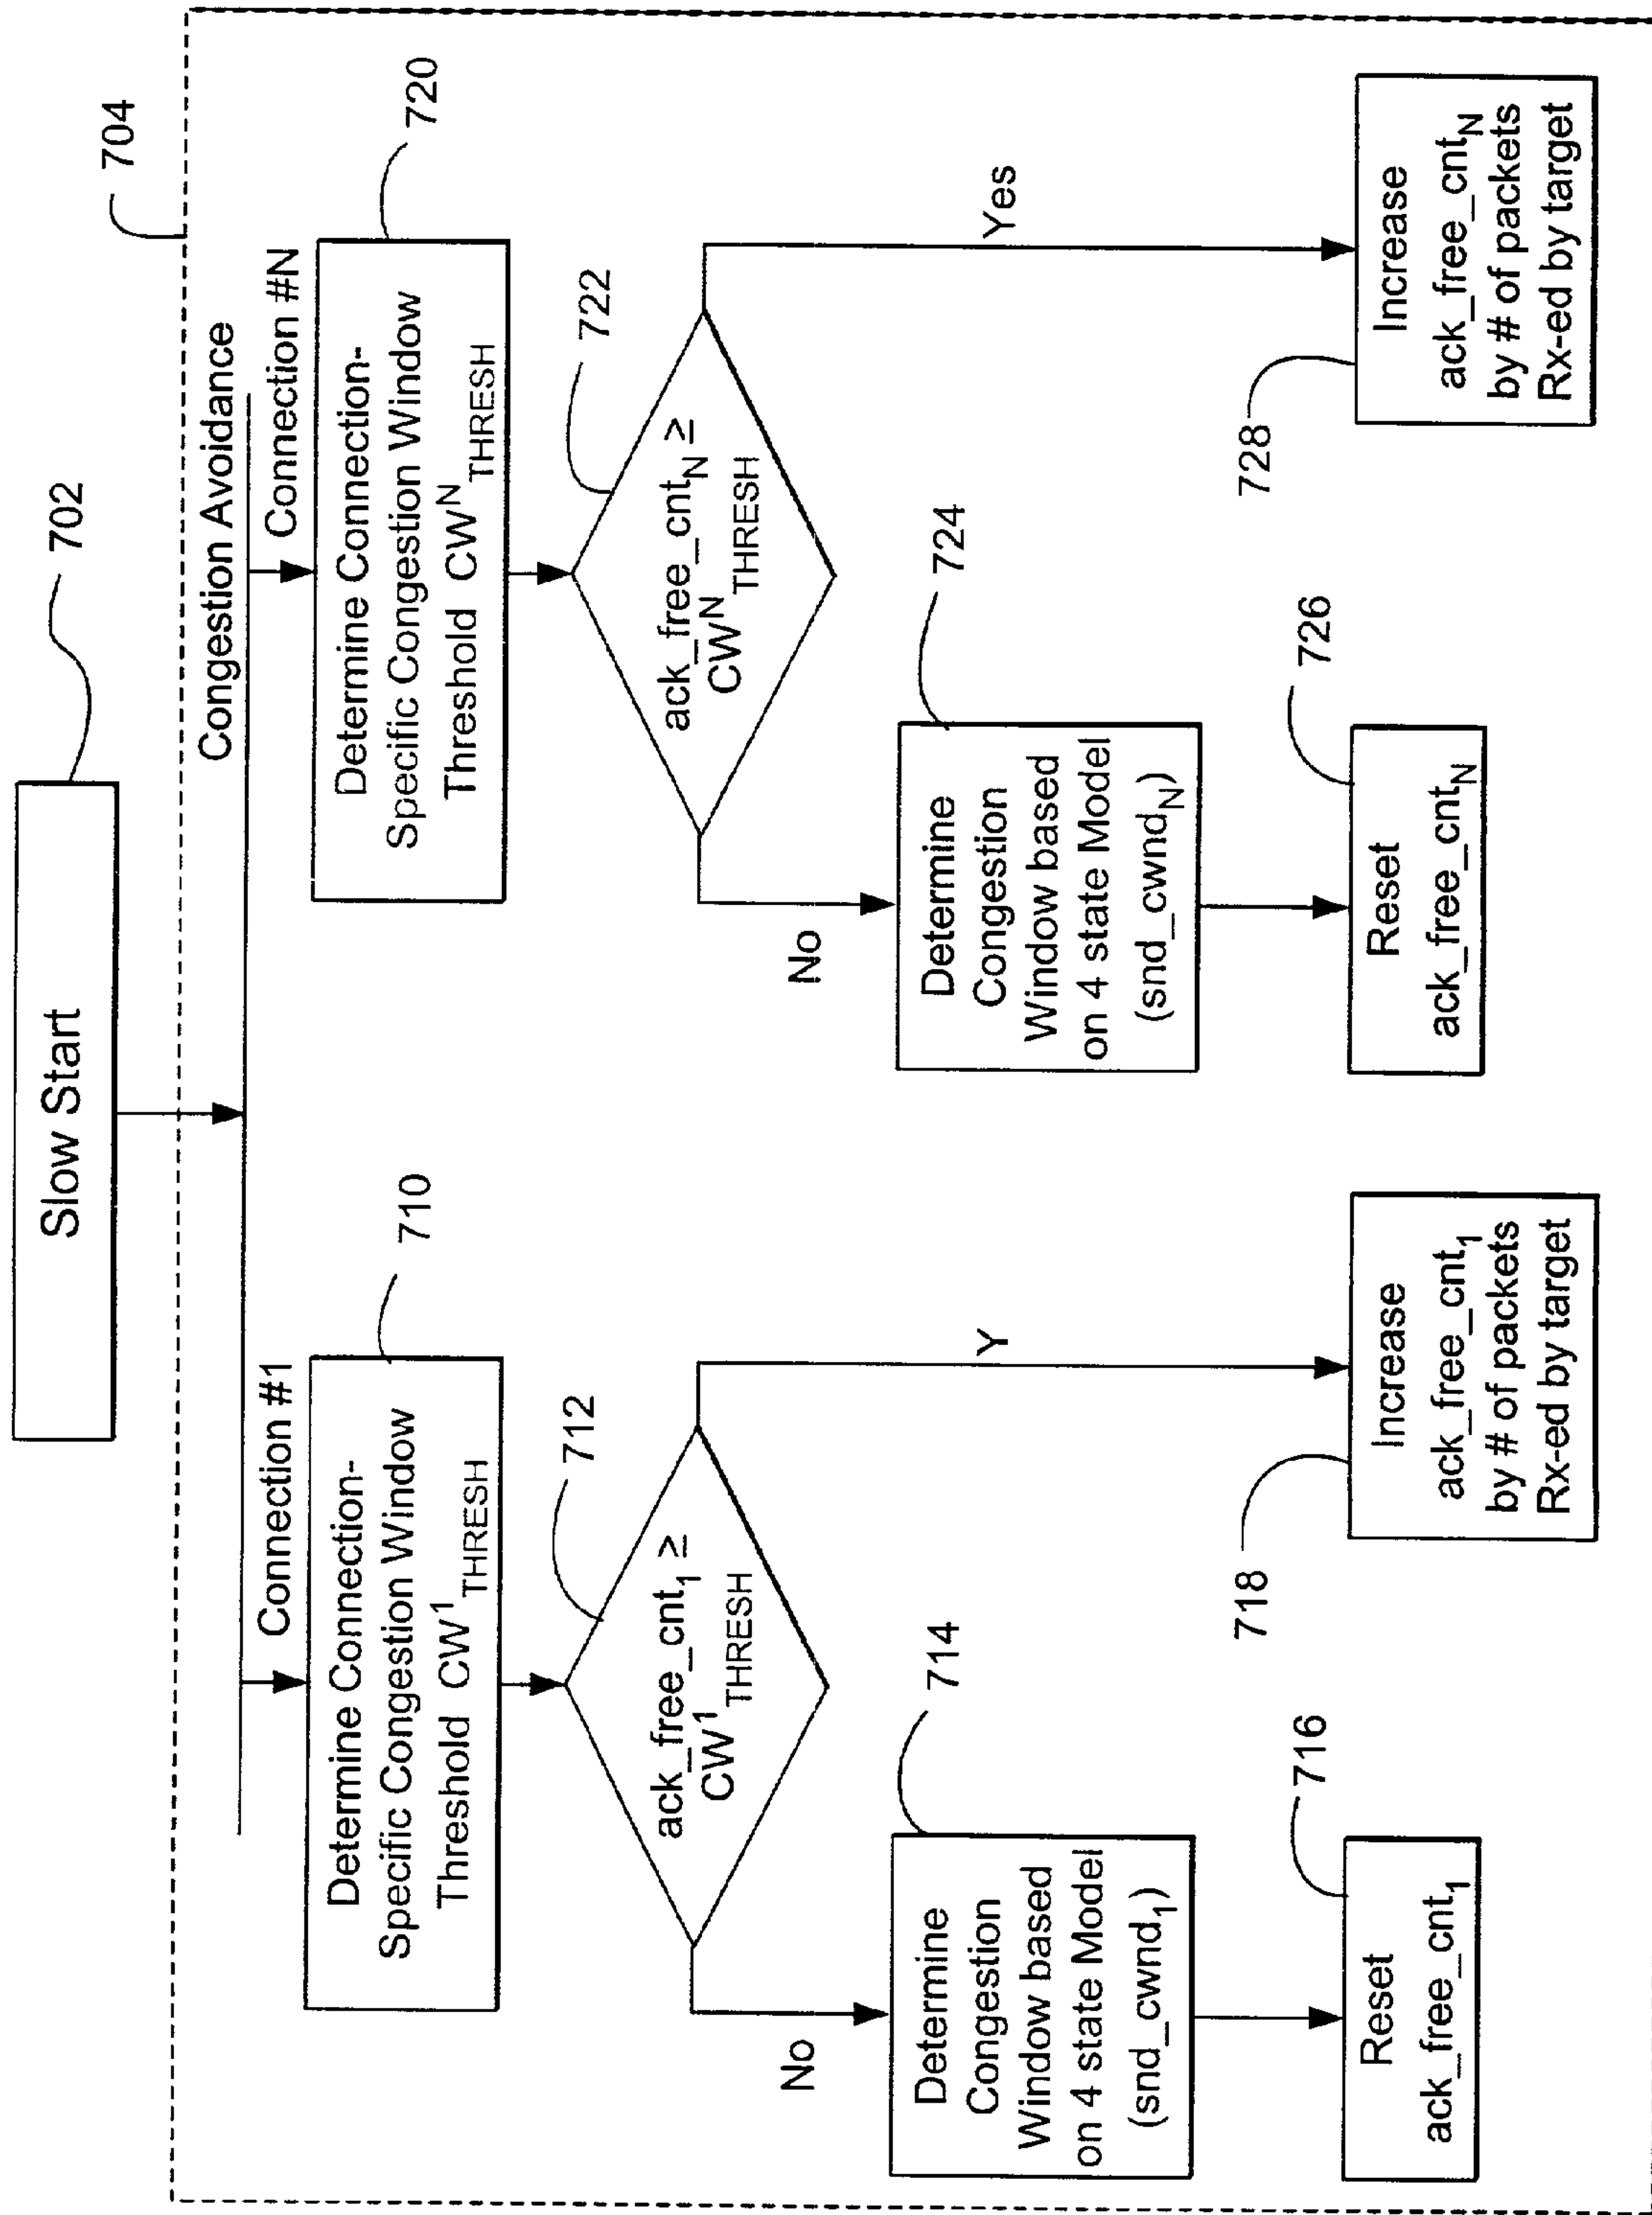 Slow Start
702
704
Congestion Avoidance
Connection #1
Connection #N
Determine Connection-
Specific Congestion Window
Threshold CW¹THRESH
710
Determine Connection-
Specific Congestion Window
Threshold CWᴺTHRESH
720
ack_free_cnt₁ ≥
CW¹THRESH
712
ack_free_cntN ≥
CWᴺTHRESH
722
No
Y
No
Yes
Determine
Congestion
Window based
on 4 state Model
(snd_cwnd₁)
714
Determine
Congestion
Window based
on 4 state Model
(snd_cwndN)
724
Reset
ack_free_cnt₁
716
Increase
ack_free_cnt₁
by # of packets
Rx-ed by target
718
Reset
ack_free_cntN
726
Increase
ack_free_cntN
by # of packets
Rx-ed by target
728